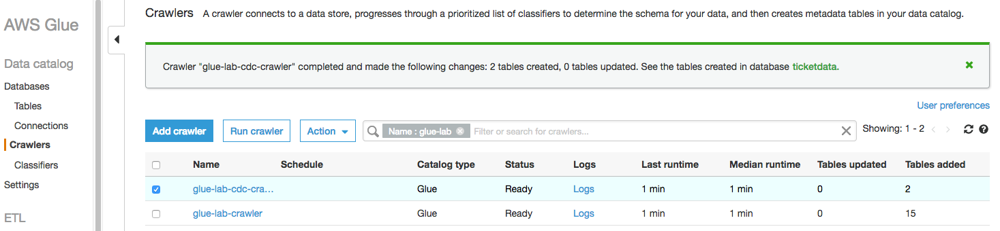 Crawlers A crawler connects to a data store, progresses through a prioritized list of classifiers to determine the schema for your data, and then creates metadata tables in your data catalog.
AWS Glue
Data catalog
Databases
Tables
Connections
Crawlers
Classifiers
Settings
ETL
Crawler "glue-lab-cdc-crawler" completed and made the following changes: 2 tables created, 0 tables updated. See the tables created in database ticketdata.
User preferences
Add crawler Run crawler Action Name : glue-lab Filter or search for crawlers... Showing: 1 - 2
Name Schedule Catalog type Status Logs Last runtime Median runtime Tables updated Tables added
glue-lab-cdc-cra... Glue Ready Logs 1 min 1 min 0 2
glue-lab-crawler Glue Ready Logs 1 min 1 min 0 15